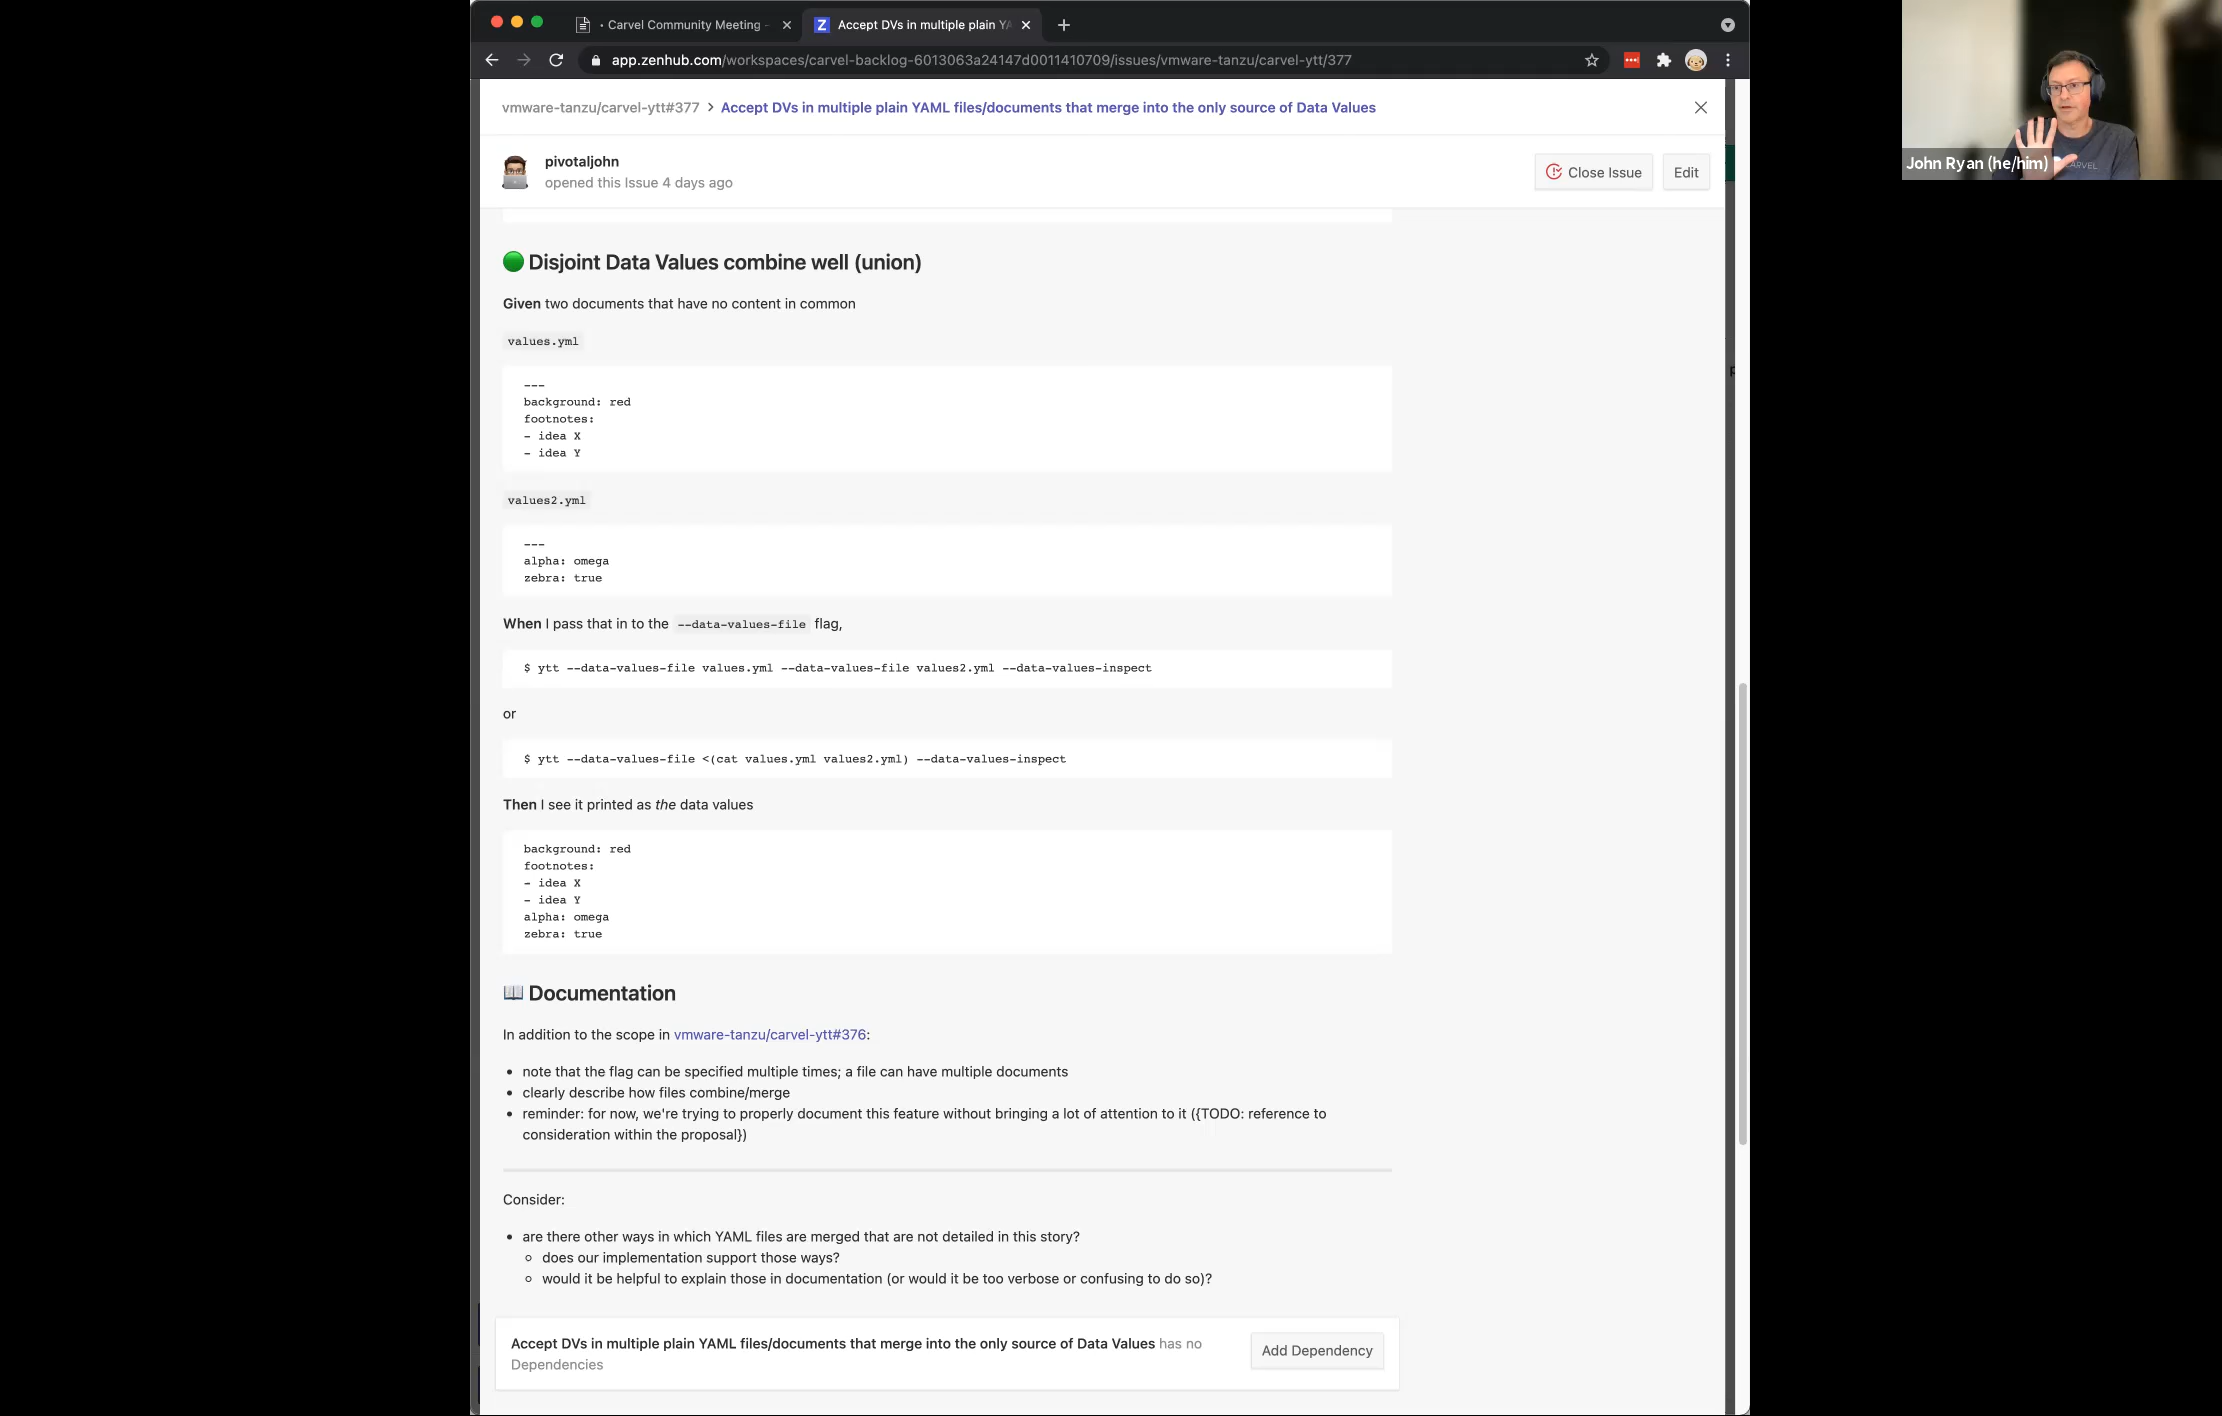 · Carvel Community Meeting -
Accept DVs in multiple plain YA
app.zenhub.com/workspaces/carvel-backlog-6013063a24147d0011410709/issues/vmware-tanzu/carvel-ytt/377
John Ryan (he/him)
CARVEL
vmware-tanzu/carvel-ytt#377 > Accept DVs in multiple plain YAML files/documents that merge into the only source of Data Values
pivotaljohn
opened this Issue 4 days ago
Close Issue
Edit
Disjoint Data Values combine well (union)
Given two documents that have no content in common
values.yml
---
background: red
footnotes:
- idea X
- idea Y
values2.yml
---
alpha: omega
zebra: true
When I pass that in to the --data-values-file flag,
$ ytt --data-values-file values.yml --data-values-file values2.yml --data-values-inspect
or
$ ytt --data-values-file <(cat values.yml values2.yml) --data-values-inspect
Then I see it printed as the data values
background: red
footnotes:
- idea X
- idea Y
alpha: omega
zebra: true
Documentation
In addition to the scope in vmware-tanzu/carvel-ytt#376:
• note that the flag can be specified multiple times; a file can have multiple documents
• clearly describe how files combine/merge
• reminder: for now, we're trying to properly document this feature without bringing a lot of attention to it ({TODO: reference to
consideration within the proposal})
Consider:
• are there other ways in which YAML files are merged that are not detailed in this story?
○ does our implementation support those ways?
○ would it be helpful to explain those in documentation (or would it be too verbose or confusing to do so)?
Accept DVs in multiple plain YAML files/documents that merge into the only source of Data Values has no
Dependencies
Add Dependency